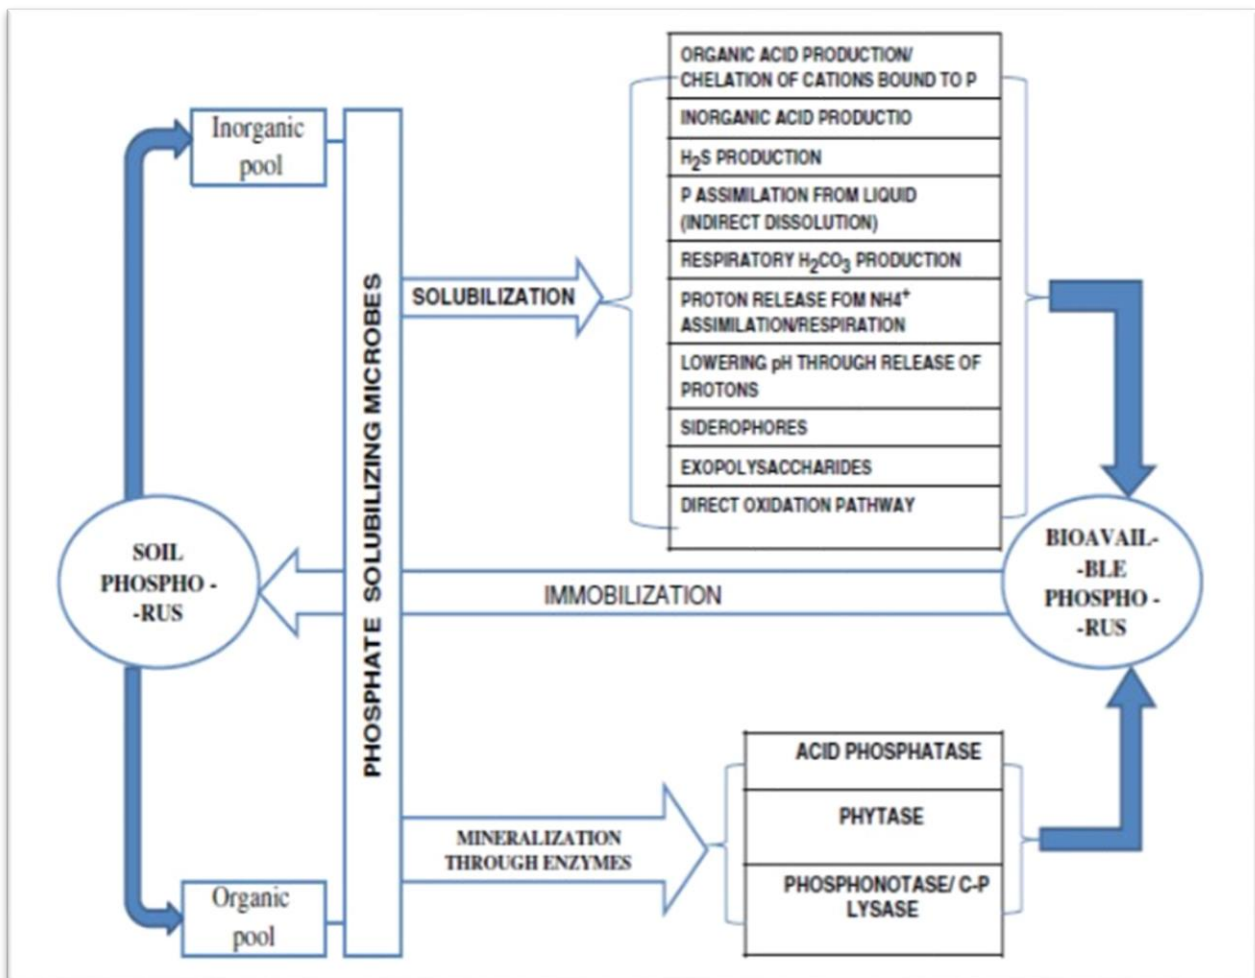 ORGANIC ACID PRODUCTION/
CHELATION OF CATIONS BOUND TO P
INORGANIC ACID PRODUCTIO
H₂S PRODUCTION
P ASSIMILATION FROM LIQUID
(INDIRECT DISSOLUTION)
RESPIRATORY H₂CO₃ PRODUCTION
PROTON RELEASE FOM NH4⁺
ASSIMILATION/RESPIRATION
LOWERING pH THROUGH RELEASE OF
PROTONS
SIDEROPHORES
EXOPOLYSACCHARIDES
DIRECT OXIDATION PATHWAY
Inorganic
pool
PHOSPHATE SOLUBILIZING MICROBES
SOLUBILIZATION
SOIL
PHOSPHO -
-RUS
IMMOBILIZATION
BIOAVAIL-
-BLE
PHOSPHO -
-RUS
MINERALIZATION
THROUGH ENZYMES
ACID PHOSPHATASE
PHYTASE
PHOSPHONOTASE/ C-P
LYSASE
Organic
pool